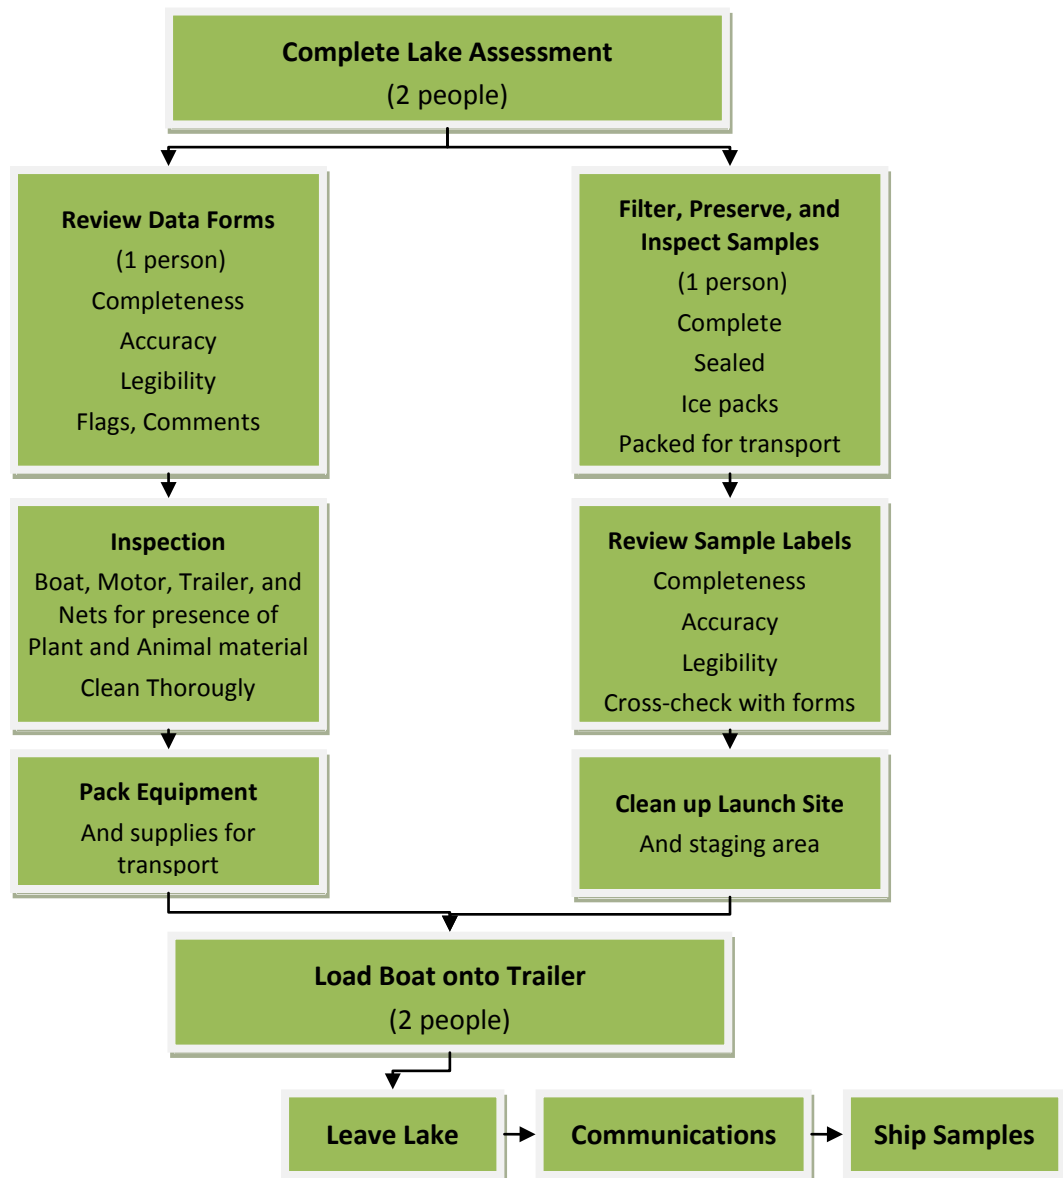 Complete Lake Assessment
(2 people)
Review Data Forms
(1 person)
Completeness
Accuracy
Legibility
Flags, Comments
Filter, Preserve, and
Inspect Samples
(1 person)
Complete
Sealed
Ice packs
Packed for transport
Inspection
Boat, Motor, Trailer, and
Nets for presence of
Plant and Animal material
Clean Thorougly
Review Sample Labels
Completeness
Accuracy
Legibility
Cross-check with forms
Pack Equipment
And supplies for
transport
Clean up Launch Site
And staging area
Load Boat onto Trailer
(2 people)
Leave Lake
Communications
Ship Samples